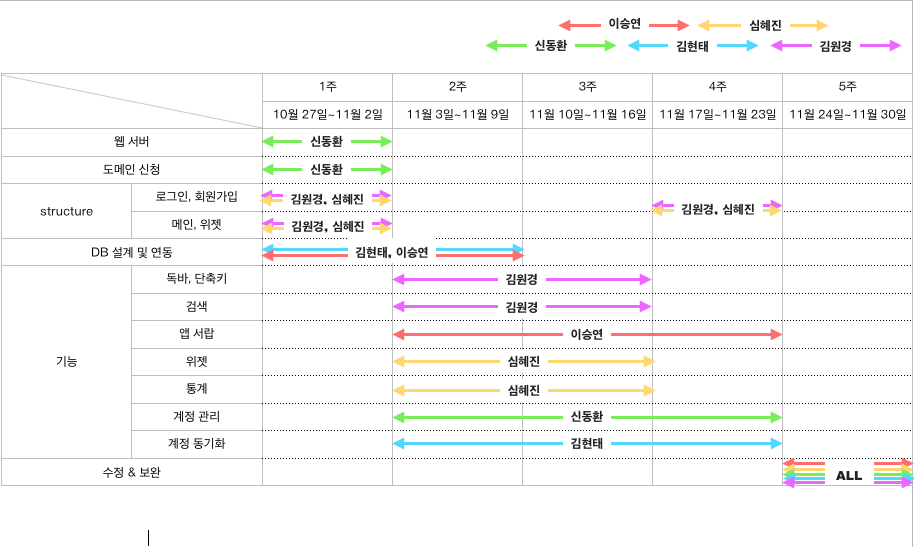 이승연 심혜진
신동환 김현태 김원경
1주 2주 3주 4주 5주
10월 27일~11월 2일 11월 3일~11월 9일 11월 10일~11월 16일 11월 17일~11월 23일 11월 24일~11월 30일
웹 서버 신동환
도메인 신청 신동환
structure
로그인, 회원가입 김원경, 심혜진
김원경, 심혜진
메인, 위젯 김원경, 심혜진
DB 설계 및 연동 김현태, 이승연
기능
독바, 단축키 김원경
검색 김원경
앱 서랍 이승연
위젯 심혜진
통계 심혜진
계정 관리 신동환
계정 동기화 김현태
수정 & 보완 ALL